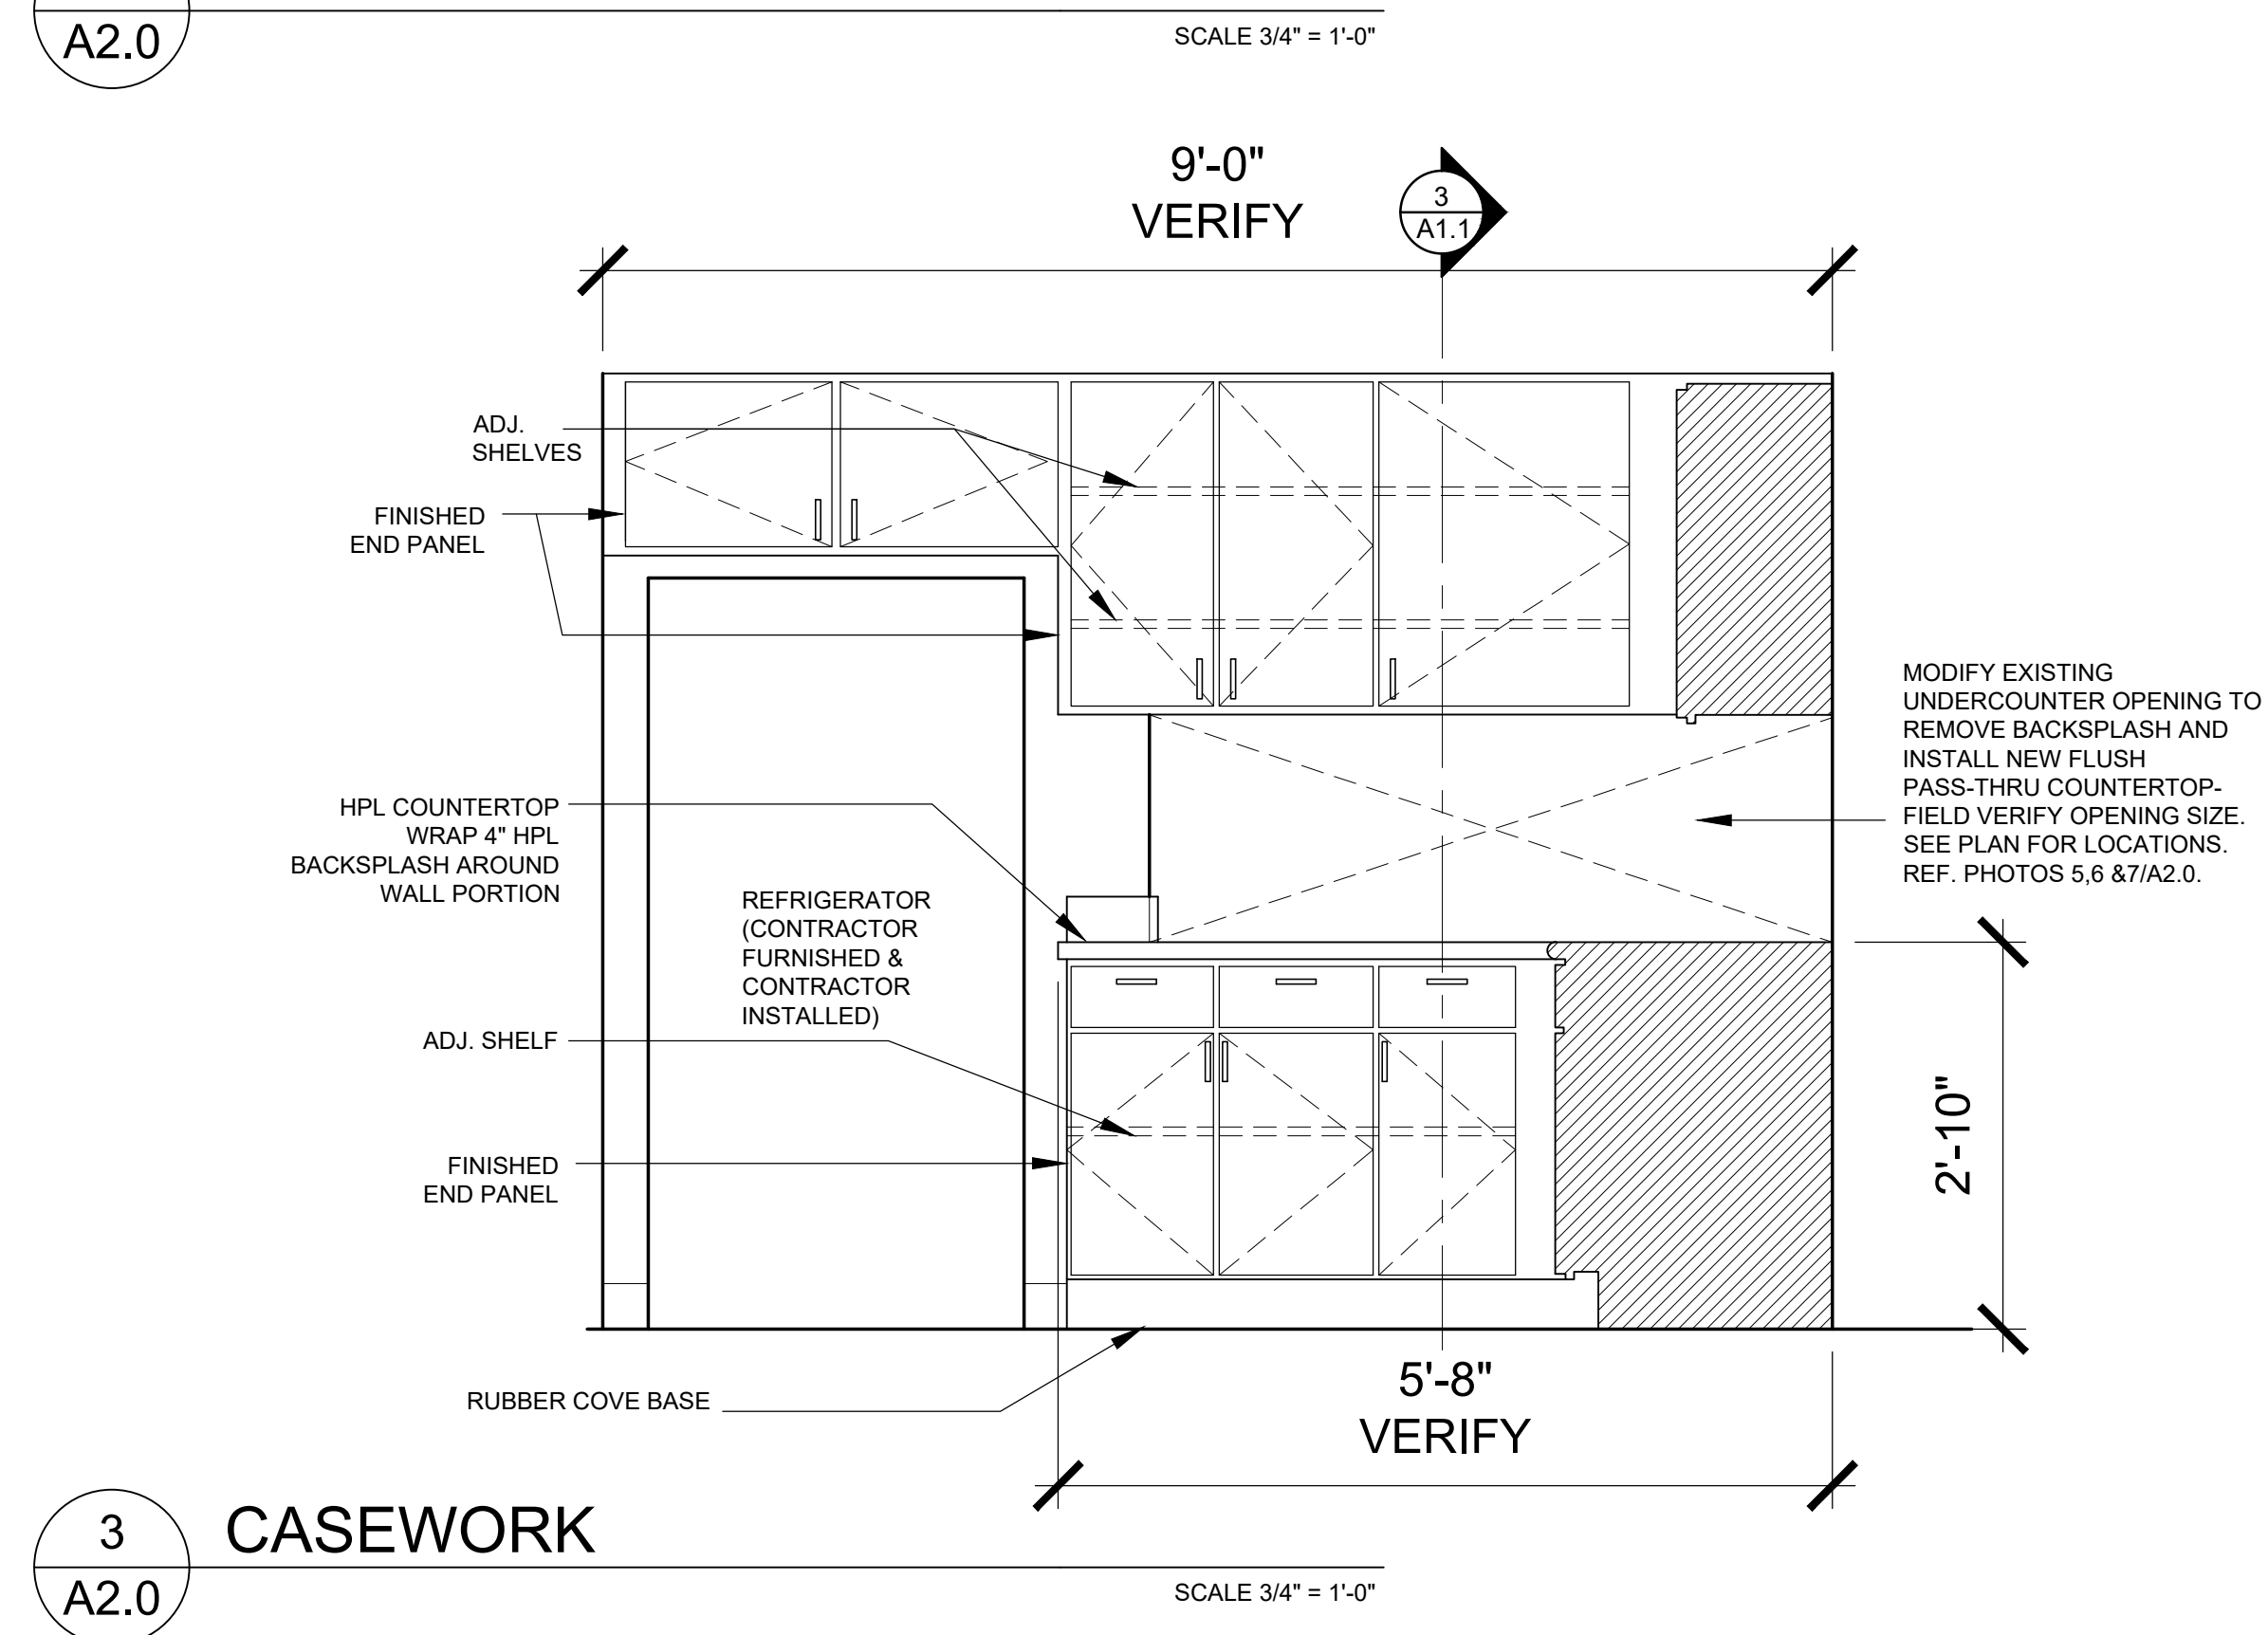 A2.0
SCALE 3/4" = 1'-0"
9'-0"
VERIFY
3
A1.1
ADJ.
SHELVES
FINISHED
END PANEL
MODIFY EXISTING
UNDERCOUNTER OPENING TO
REMOVE BACKSPLASH AND
INSTALL NEW FLUSH
PASS-THRU COUNTERTOP-
FIELD VERIFY OPENING SIZE.
SEE PLAN FOR LOCATIONS.
REF. PHOTOS 5,6 &7/A2.0.
HPL COUNTERTOP
WRAP 4" HPL
BACKSPLASH AROUND
WALL PORTION
REFRIGERATOR
(CONTRACTOR
FURNISHED &
CONTRACTOR
INSTALLED)
ADJ. SHELF
FINISHED
END PANEL
2'-10"
RUBBER COVE BASE
5'-8"
VERIFY
3
CASEWORK
A2.0
SCALE 3/4" = 1'-0"